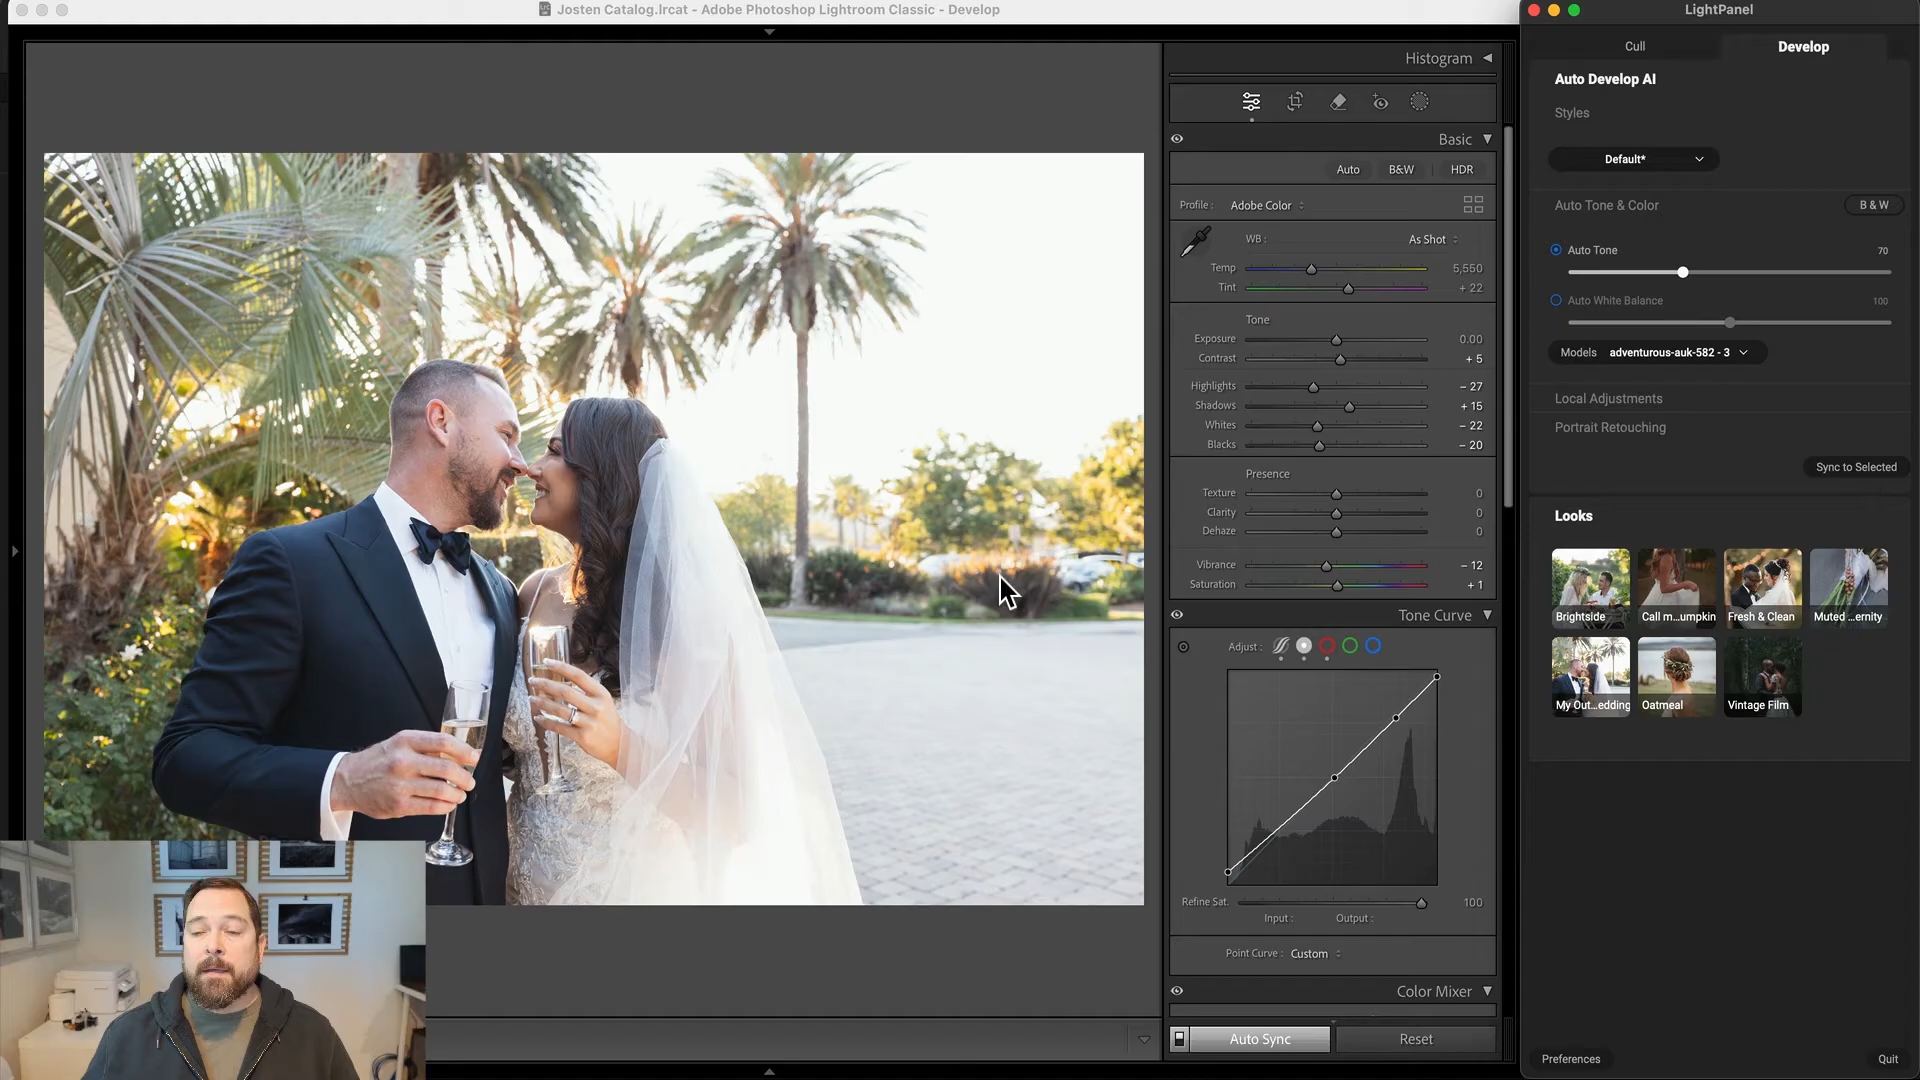 Josten Catalog.lrcat - Adobe Photoshop Lightroom Classic - Develop
Histogram
Basic
Auto B&W HDR
Profile : Adobe Color
WB : As Shot
Temp 5,550
Tint + 22
Tone
Exposure 0.00
Contrast + 5
Highlights - 27
Shadows + 15
Whites - 22
Blacks - 20
Presence
Texture 0
Clarity 0
Dehaze 0
Vibrance - 12
Saturation + 1
Tone Curve
Adjust :
Refine Sat. 100
Input : Output :
Point Curve : Custom
Color Mixer
Auto Sync Reset
LightPanel
Cull Develop
Auto Develop AI
Styles
Default*
Auto Tone & Color B & W
Auto Tone 70
Auto White Balance 100
Models adventurous-auk-582 - 3
Local Adjustments
Portrait Retouching
Sync to Selected
Looks
Brightside Call m...umpkin Fresh & Clean Muted ...ernity
My Out...edding Oatmeal Vintage Film
Preferences Quit